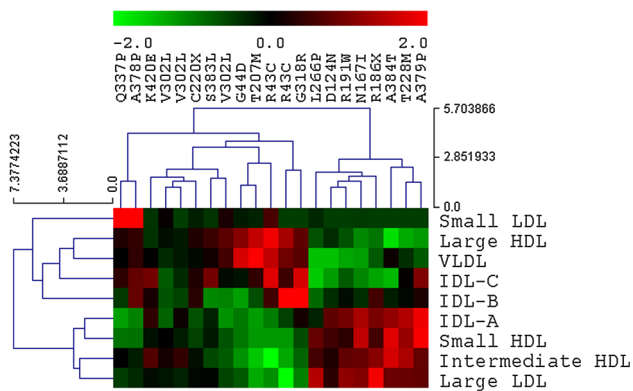 -2.0 0.0 2.0
Q337P
A378P
K420E
V302L
V302L
C220X
S383L
V302L
G44D
T207M
R43C
R43C
G318R
L266P
D124N
R191W
N167I
R186X
A384T
T228M
A379P
5.703866
2.851933
0.0
7.3774223
3.6887112
0.0
Small LDL
Large HDL
VLDL
IDL-C
IDL-B
IDL-A
Small HDL
Intermediate HDL
Large LDL